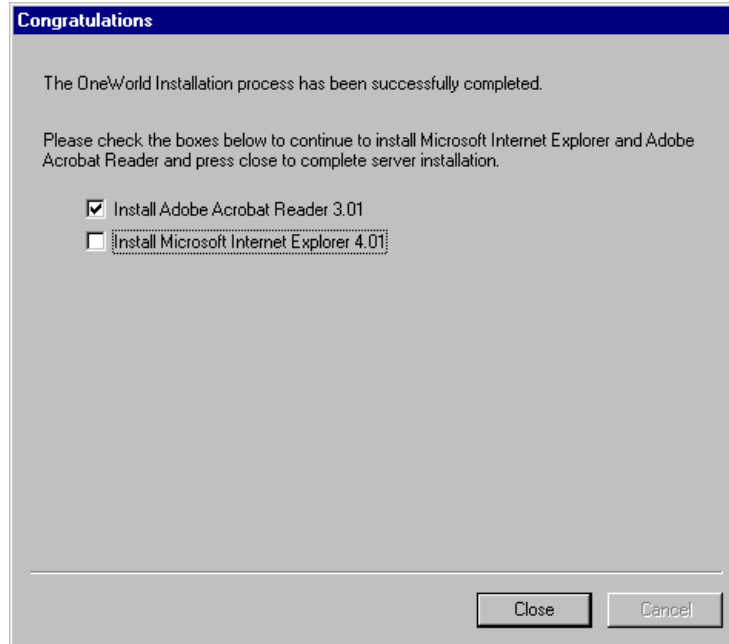 Congratulations
The OneWorld Installation process has been successfully completed.
Please check the boxes below to continue to install Microsoft Internet Explorer and Adobe
Acrobat Reader and press close to complete server installation.
Install Adobe Acrobat Reader 3.01
Install Microsoft Internet Explorer 4.01
Close
Cancel